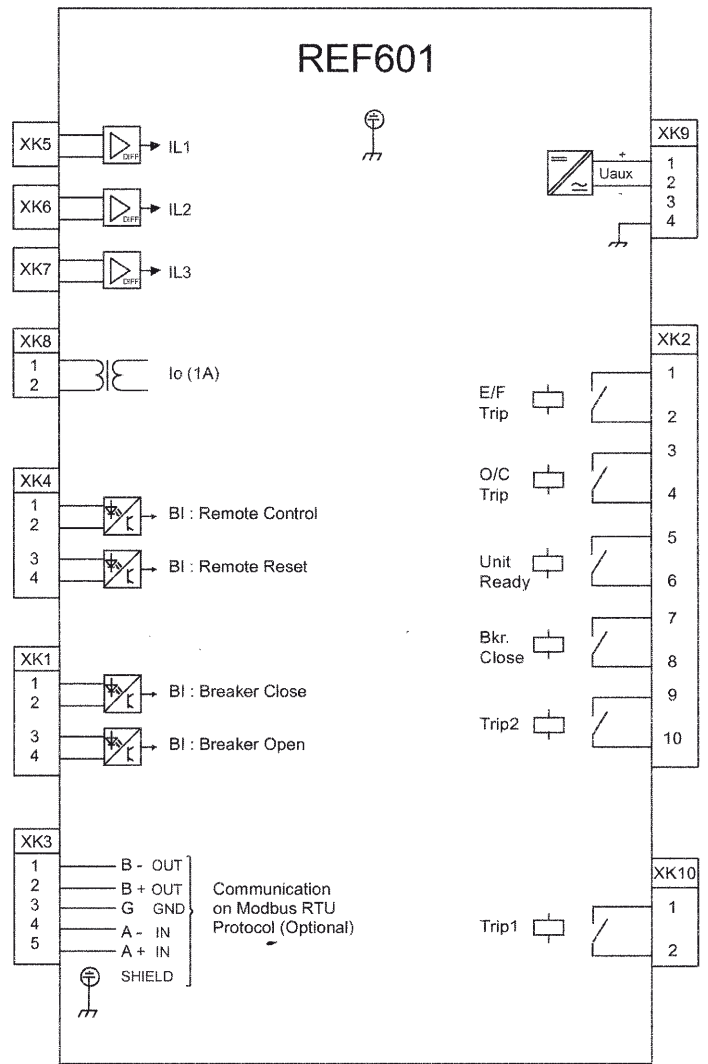 REF601
XK5
DIFF
IL1
XK6
DIFF
IL2
XK7
DIFF
IL3
XK8
1
2
Io (1A)
XK4
1
2
BI : Remote Control
3
4
BI : Remote Reset
XK1
1
2
BI : Breaker Close
3
4
BI : Breaker Open
XK3
1
2
3
4
5
B - OUT
B + OUT
G GND
A - IN
A + IN
SHIELD
Communication
on Modbus RTU
Protocol (Optional)
XK9
+
Uaux
-
1
2
3
4
XK2
E/F
Trip
1
2
O/C
Trip
3
4
Unit
Ready
5
6
Bkr.
Close
7
8
Trip2
9
10
XK10
Trip1
1
2